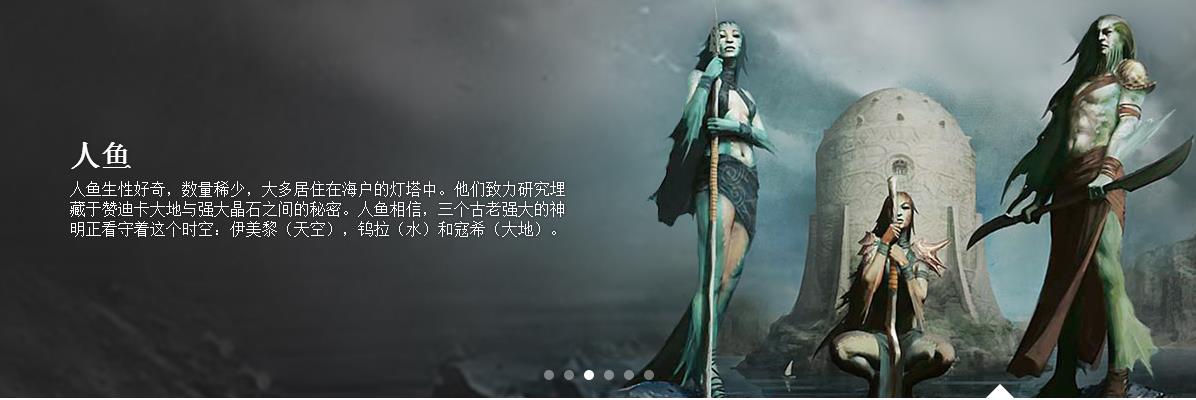 人鱼
人鱼生性好奇，数量稀少，大多居住在海户的灯塔中。他们致力研究埋
藏于赞迪卡大地与强大晶石之间的秘密。人鱼相信，三个古老强大的神
明正看守着这个时空：伊美黎（天空），钨拉（水）和寇希（大地）。